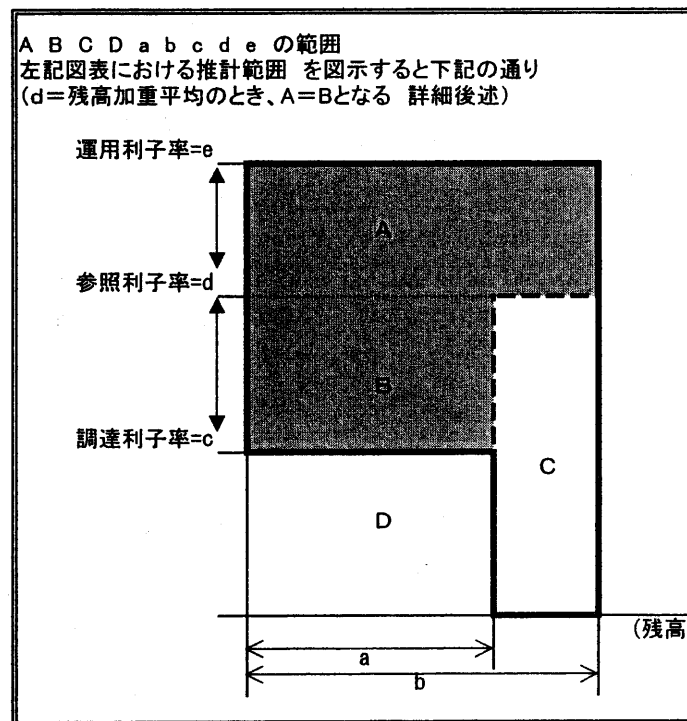 A B C D a b c d e の範囲
左記図表における推計範囲 を図示すると下記の通り
(d＝残高加重平均のとき、A＝Bとなる 詳細後述)
運用利子率=e
A
参照利子率=d
B
調達利子率=c
C
D
(残高
a
b